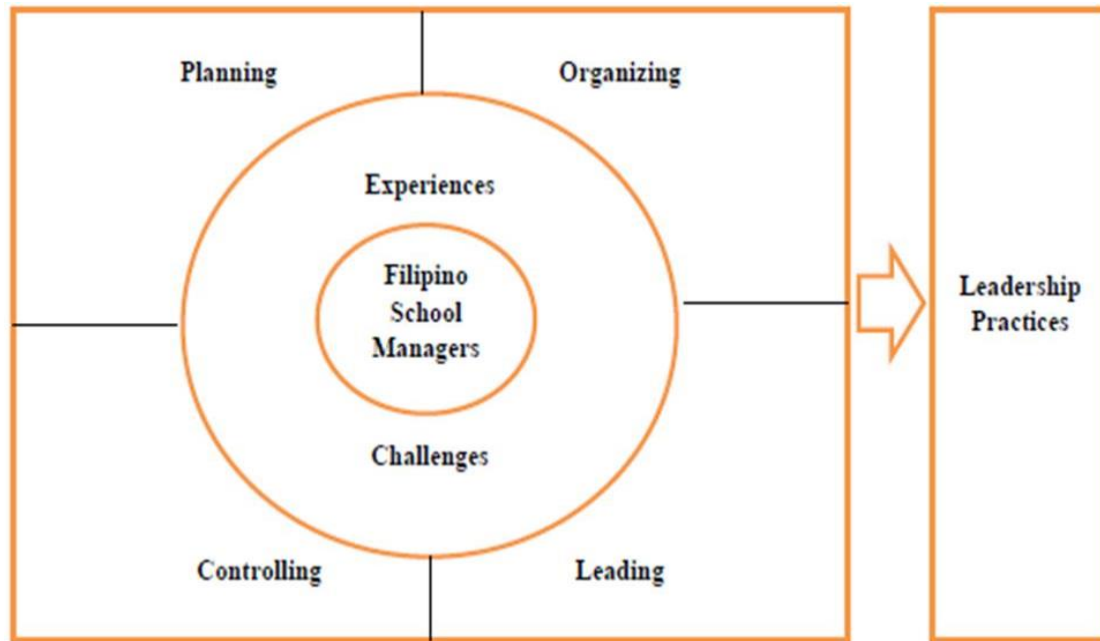 Planning
Organizing
Experiences
Filipino
School
Managers
Challenges
Controlling
Leading
Leadership
Practices